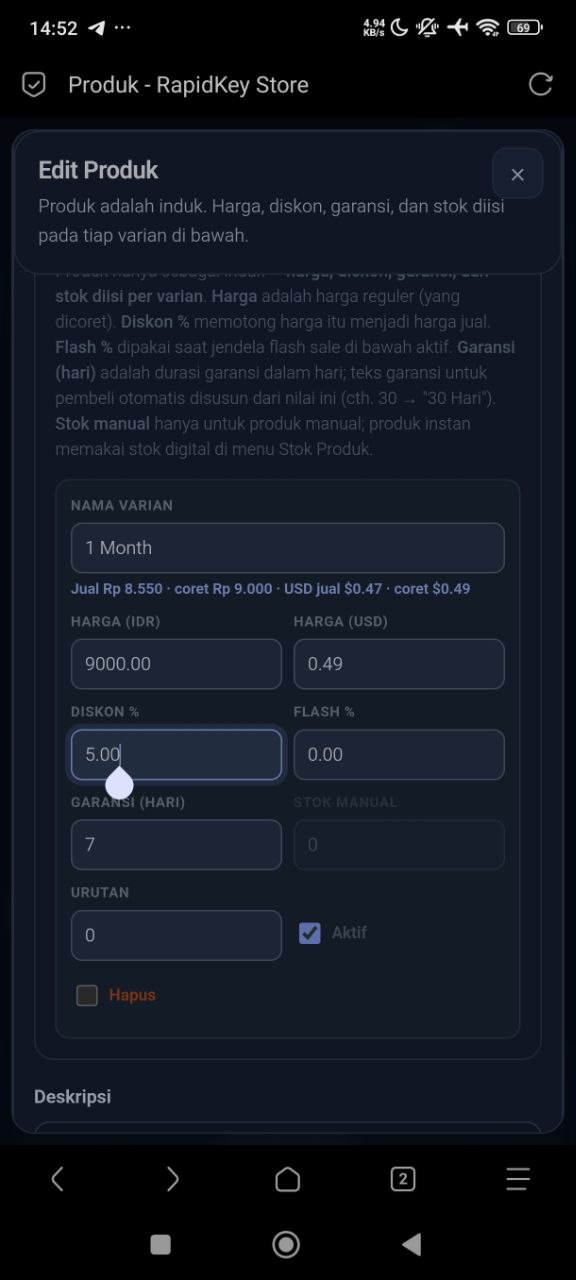 14:52
4.94
KB/s
69
Produk - RapidKey Store
Edit Produk
Produk adalah induk. Harga, diskon, garansi, dan stok diisi
pada tiap varian di bawah.
stok diisi per varian. Harga adalah harga reguler (yang
dicoret). Diskon % memotong harga itu menjadi harga jual.
Flash % dipakai saat jendela flash sale di bawah aktif. Garansi
(hari) adalah durasi garansi dalam hari; teks garansi untuk
pembeli otomatis disusun dari nilai ini (cth. 30 → "30 Hari").
Stok manual hanya untuk produk manual; produk instan
memakai stok digital di menu Stok Produk.
NAMA VARIAN
1 Month
Jual Rp 8.550 · coret Rp 9.000 · USD jual $0.47 · coret $0.49
HARGA (IDR)
HARGA (USD)
9000.00
0.49
DISKON %
FLASH %
5.00
0.00
GARANSI (HARI)
STOK MANUAL
7
0
URUTAN
0
Aktif
Hapus
Deskripsi
2